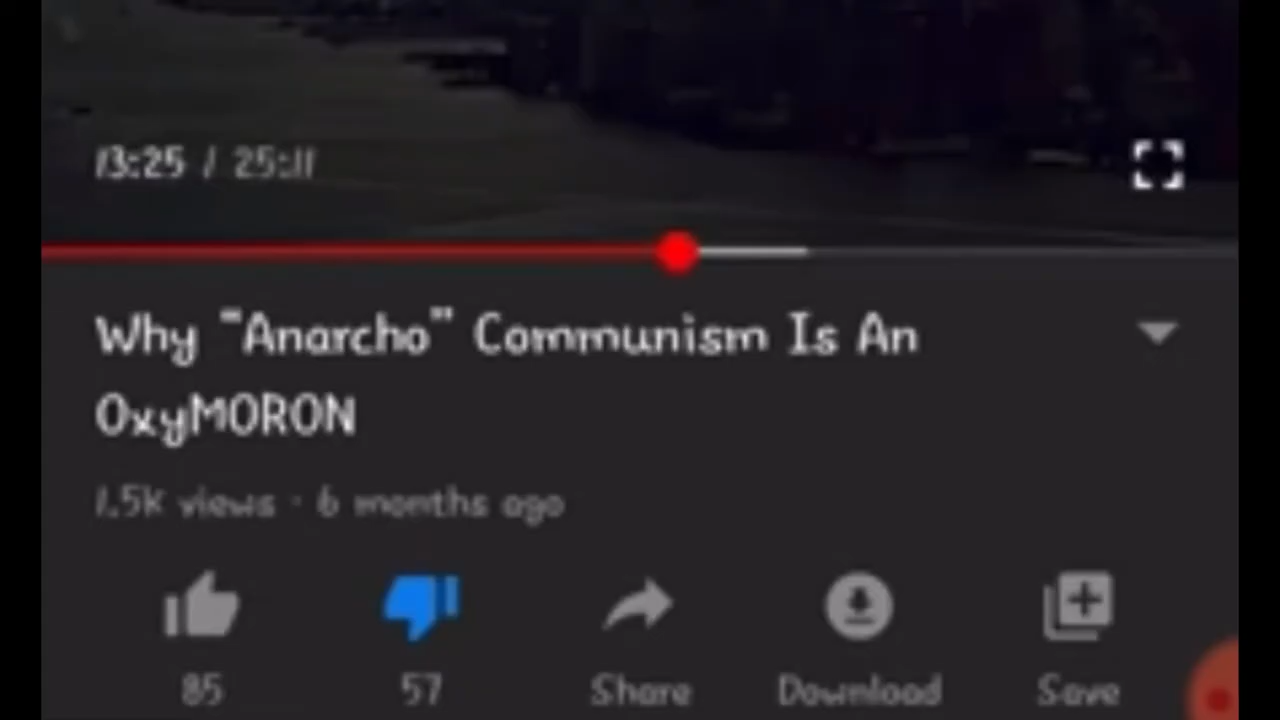 13:25 / 25:11
Why "Anarcho" Communism Is An
OxyMORON
1.5K views · 6 months ago
85 57 Share Download Save